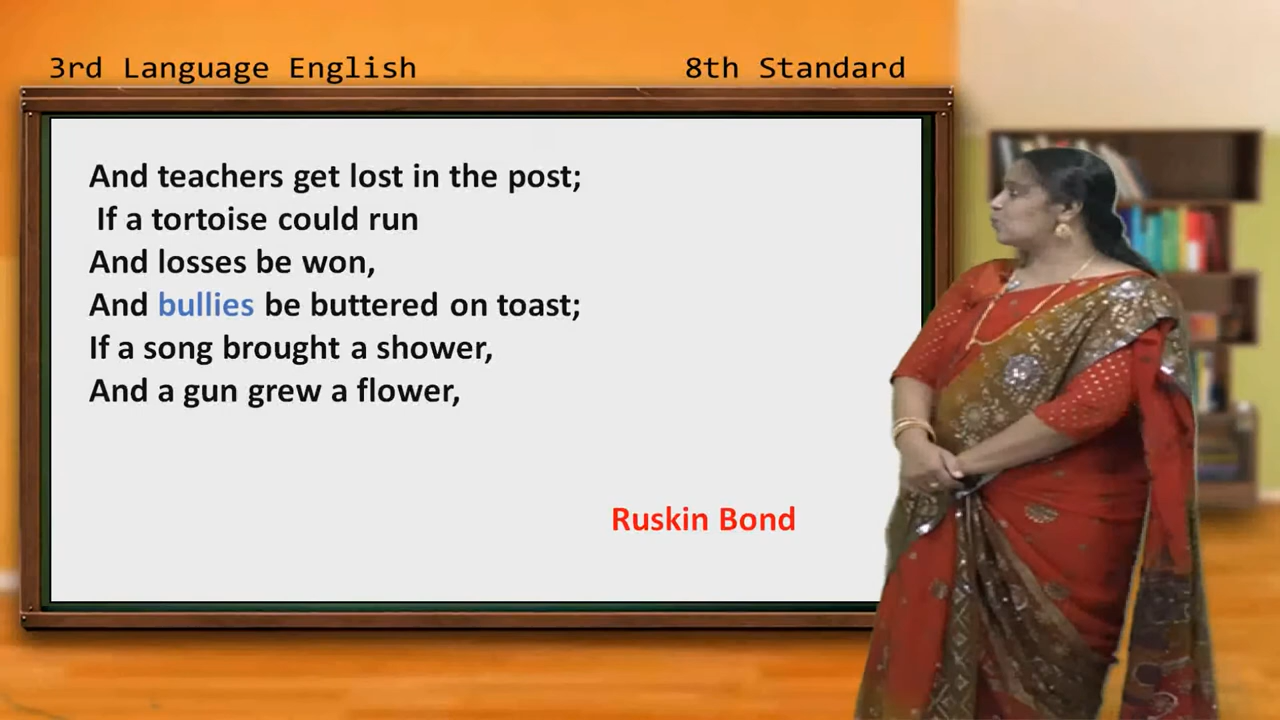 3rd Language English
8th Standard
And teachers get lost in the post;
If a tortoise could run
And losses be won,
And bullies be buttered on toast;
If a song brought a shower,
And a gun grew a flower,
Ruskin Bond